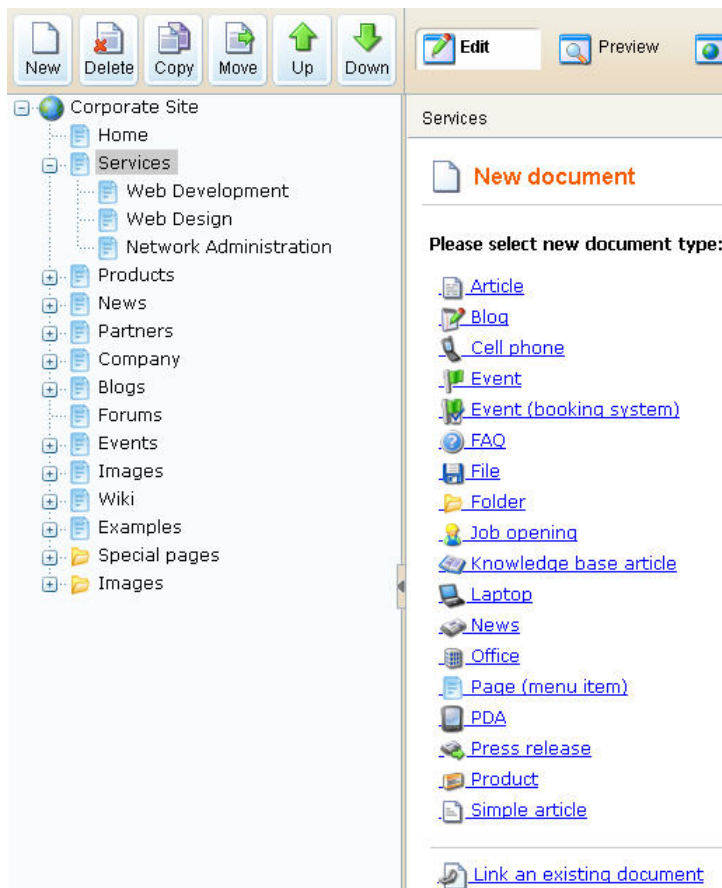 New Delete Copy Move Up Down
Edit Preview
Corporate Site
Home
Services
Web Development
Web Design
Network Administration
Products
News
Partners
Company
Blogs
Forums
Events
Images
Wiki
Examples
Special pages
Images
Services
New document
Please select new document type:
Article
Blog
Cell phone
Event
Event (booking system)
FAQ
File
Folder
Job opening
Knowledge base article
Laptop
News
Office
Page (menu item)
PDA
Press release
Product
Simple article
Link an existing document